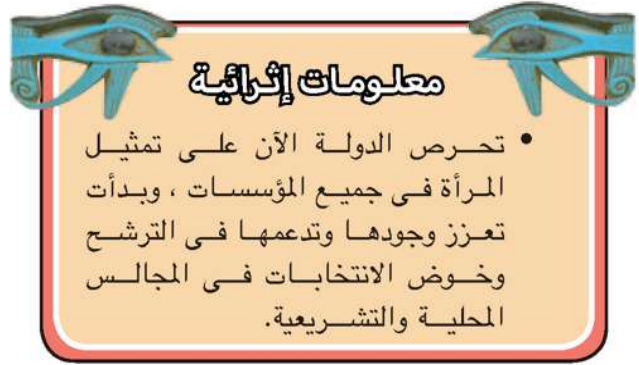 معلومات إثرائية
• تحرص الدولة الآن على تمثيل
المرأة فى جميع المؤسسات ، وبدأت
تعزز وجودها وتدعمها فى الترشح
وخوض الانتخابات فى المجالس
المحلية والتشريعية.